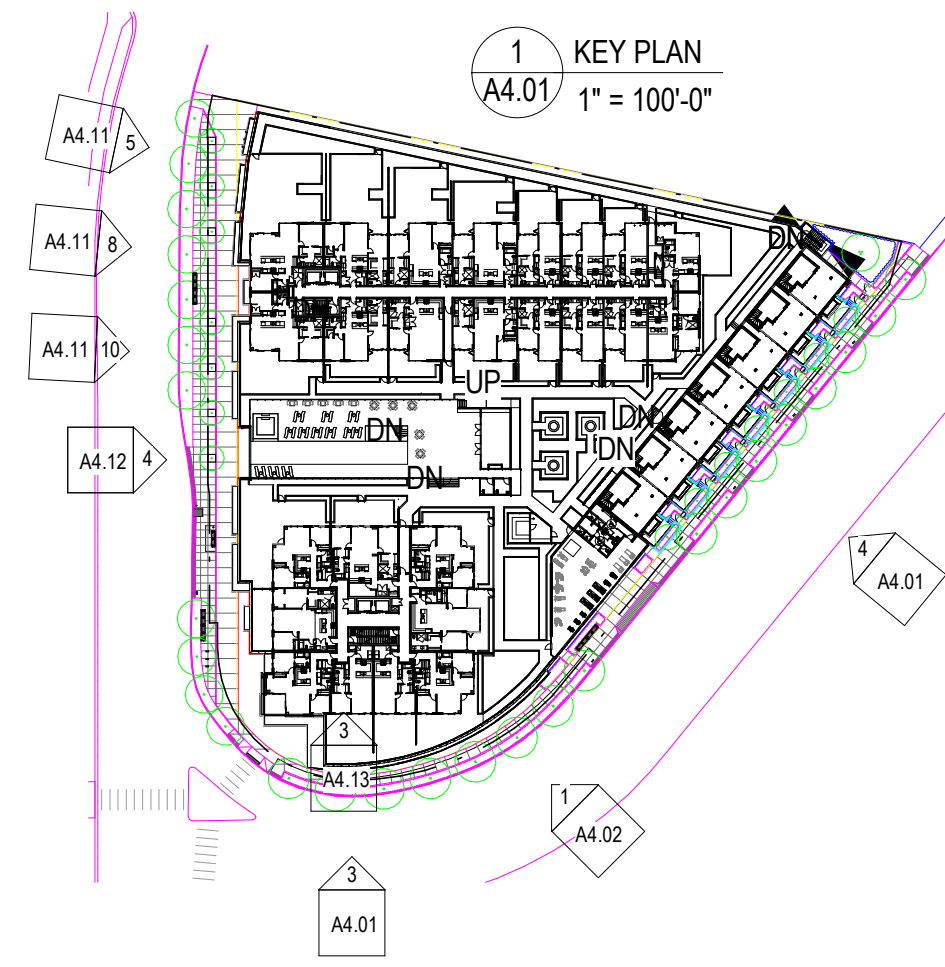 1 KEY PLAN
A4.01 1" = 100'-0"
A4.11 5
A4.11 8
DN
A4.11 10
UP
DN
DN
DN
A4.12 4
DN
4
A4.01
3
A4.13
1
A4.02
3
A4.01